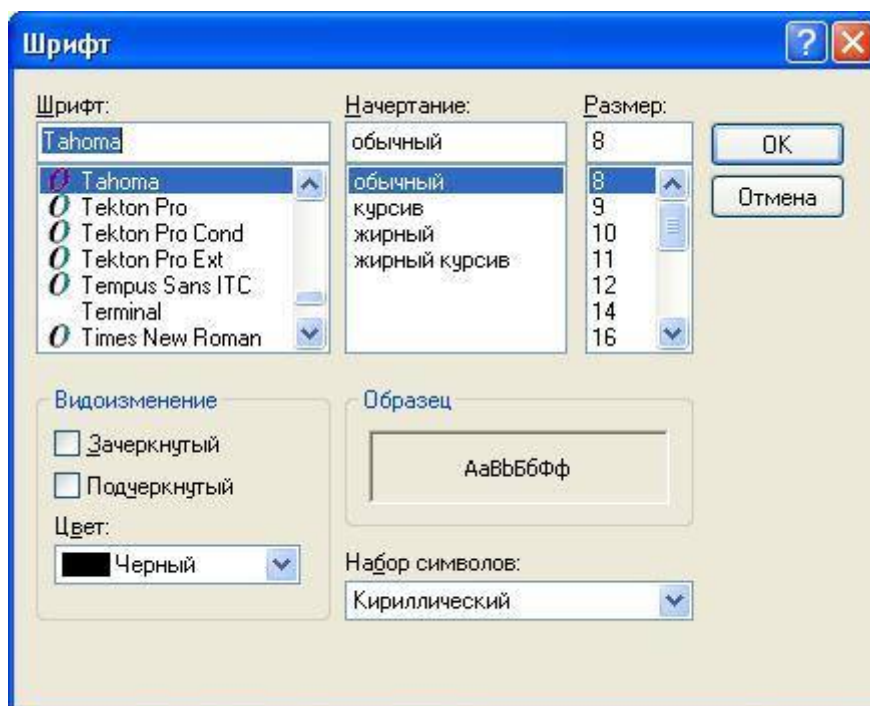 Шрифт
Шрифт:
Начертание:
Размер:
Tahoma
обычный
8
OK
Отмена
Tahoma
Tekton Pro
Tekton Pro Cond
Tekton Pro Ext
Tempus Sans ITC
Terminal
Times New Roman
обычный
курсив
жирный
жирный курсив
8
9
10
11
12
14
16
Видоизменение
Зачеркнутый
Подчеркнутый
Цвет:
Черный
Образец
AaBbБбФф
Набор символов:
Кириллический